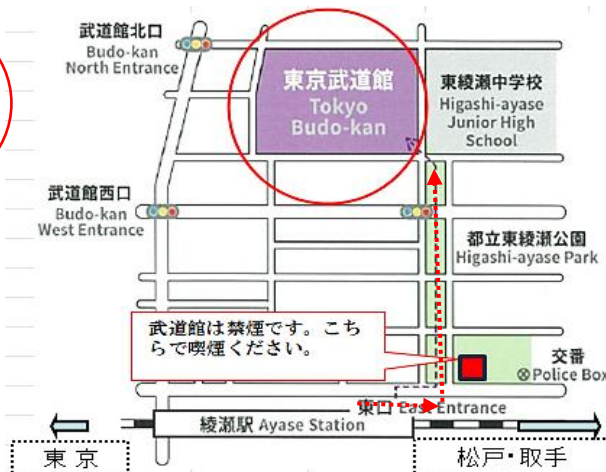 武道館北口
Budo-kan
North Entrance
東京武道館
Tokyo
Budo-kan
東綾瀬中学校
Higashi-ayase
Junior High
School
武道館西口
Budo-kan
West Entrance
都立東綾瀬公園
Higashi-ayase Park
武道館は禁煙です。こち
らで喫煙ください。
交番
Police Box
東口 East Entrance
綾瀬駅 Ayase Station
東 京
松戸・取手